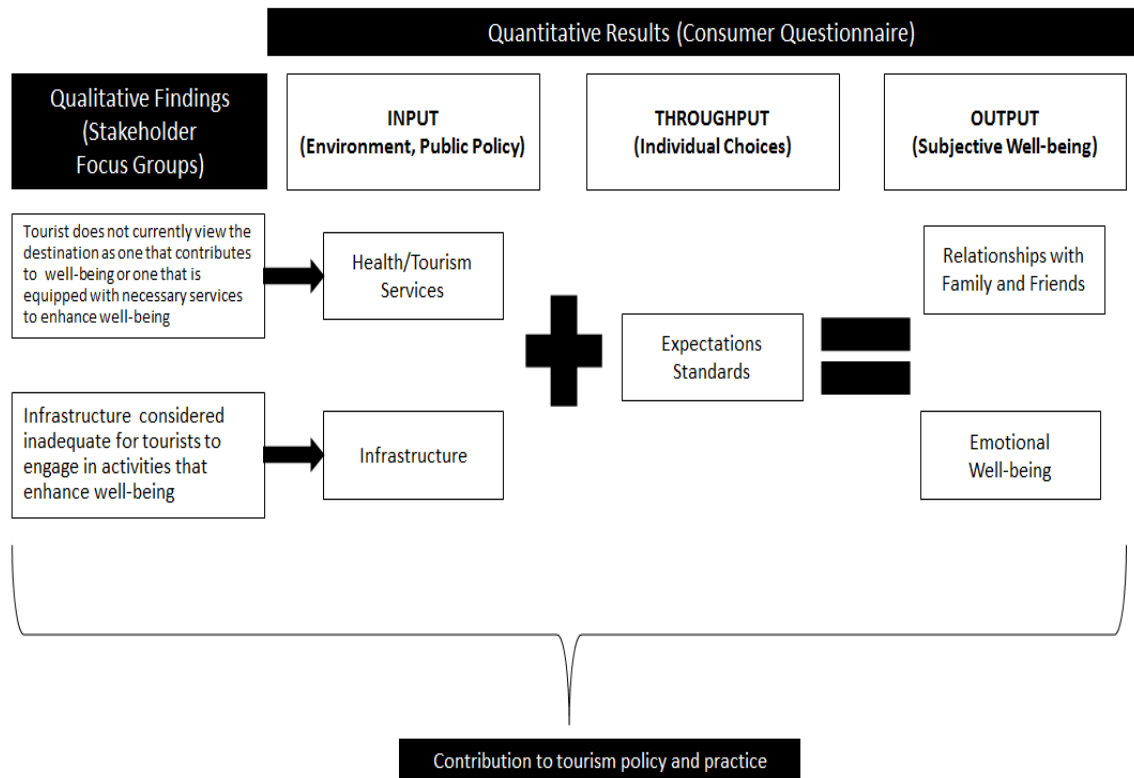 Quantitative Results (Consumer Questionnaire)
Qualitative Findings
(Stakeholder
Focus Groups)
INPUT
(Environment, Public Policy)
THROUGHPUT
(Individual Choices)
OUTPUT
(Subjective Well-being)
Tourist does not currently view the
destination as one that contributes
to well-being or one that is
equipped with necessary services
to enhance well-being
Health/Tourism
Services
Relationships with
Family and Friends
Expectations
Standards
Infrastructure considered
inadequate for tourists to
engage in activities that
enhance well-being
Infrastructure
Emotional
Well-being
Contribution to tourism policy and practice